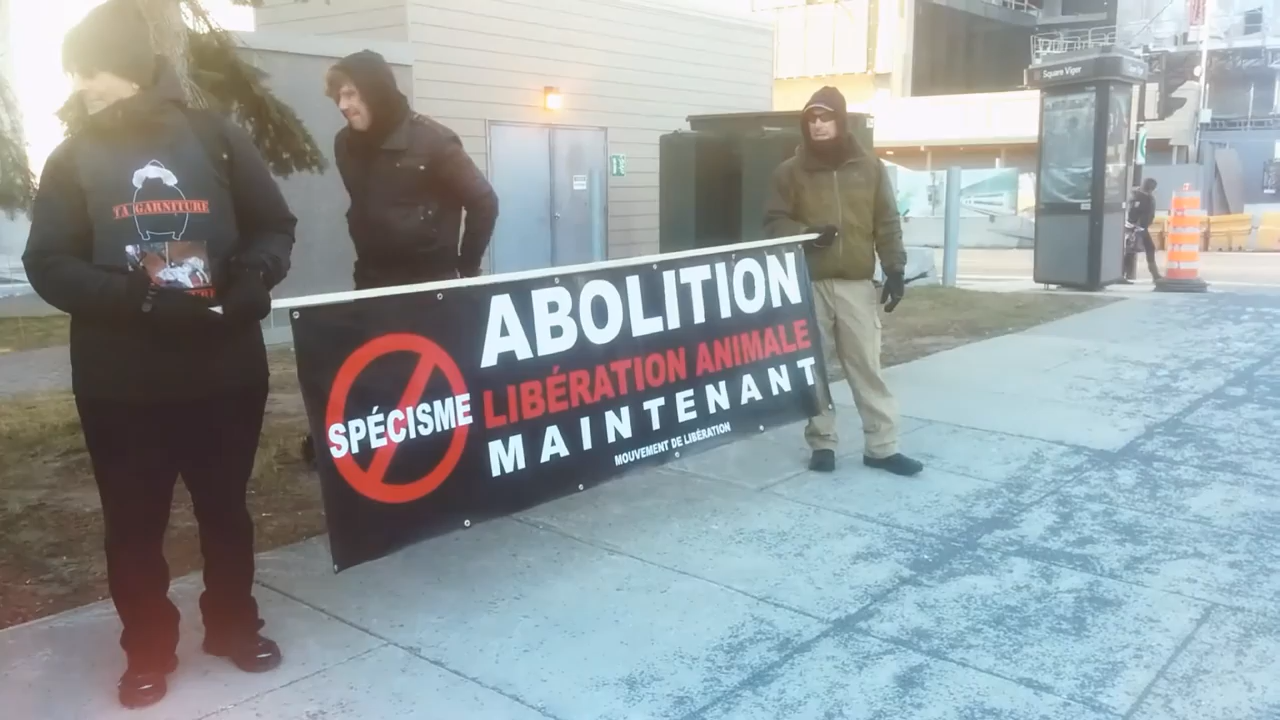 TA GARNITURE
SPÉCISME
ABOLITION
LIBÉRATION ANIMALE
MAINTENANT
MOUVEMENT DE LIBÉRATION
Square Viger